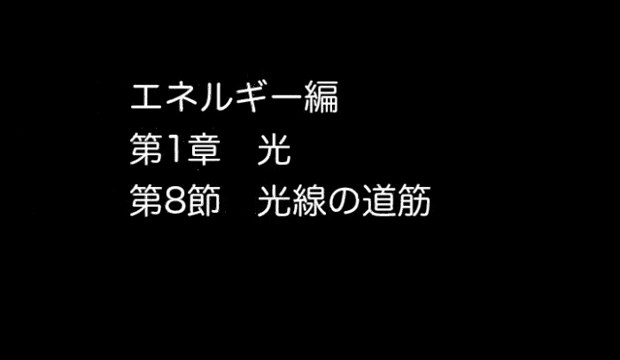 エネルギー編
第1章　光
第8節　光線の道筋